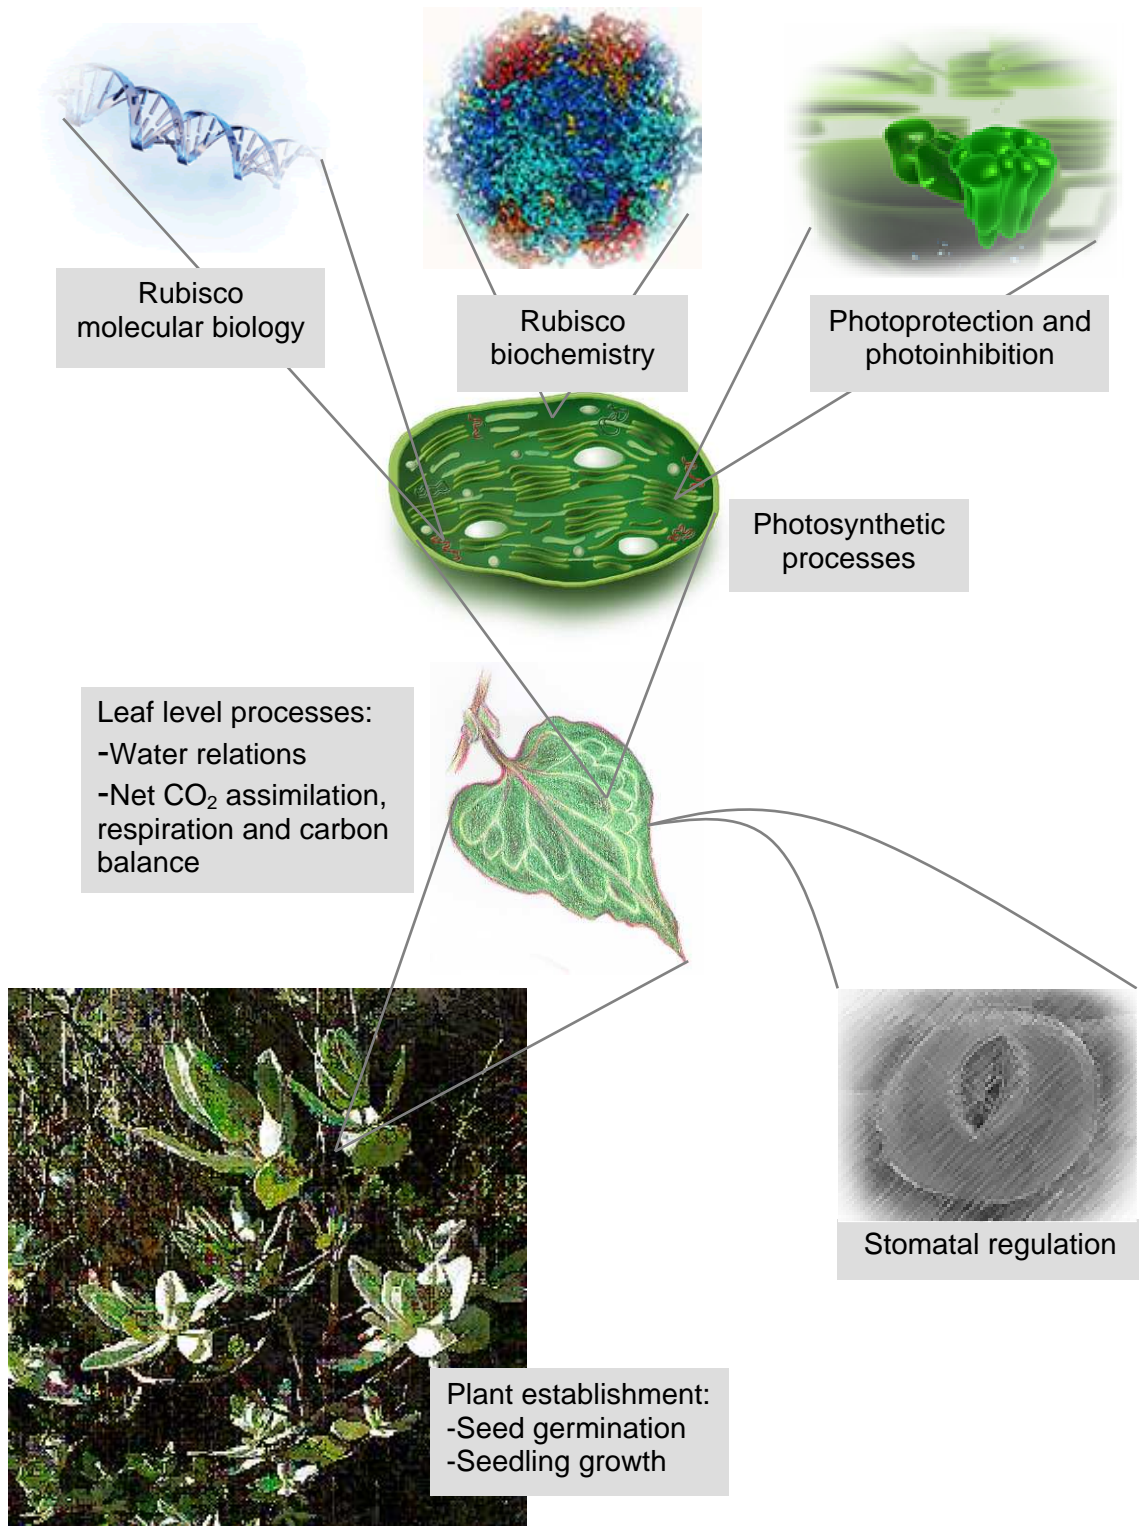 Rubisco
molecular biology
Rubisco
biochemistry
Photoprotection and
photoinhibition
Photosynthetic
processes
Leaf level processes:
-Water relations
-Net CO₂ assimilation,
respiration and carbon
balance
Stomatal regulation
Plant establishment:
-Seed germination
-Seedling growth